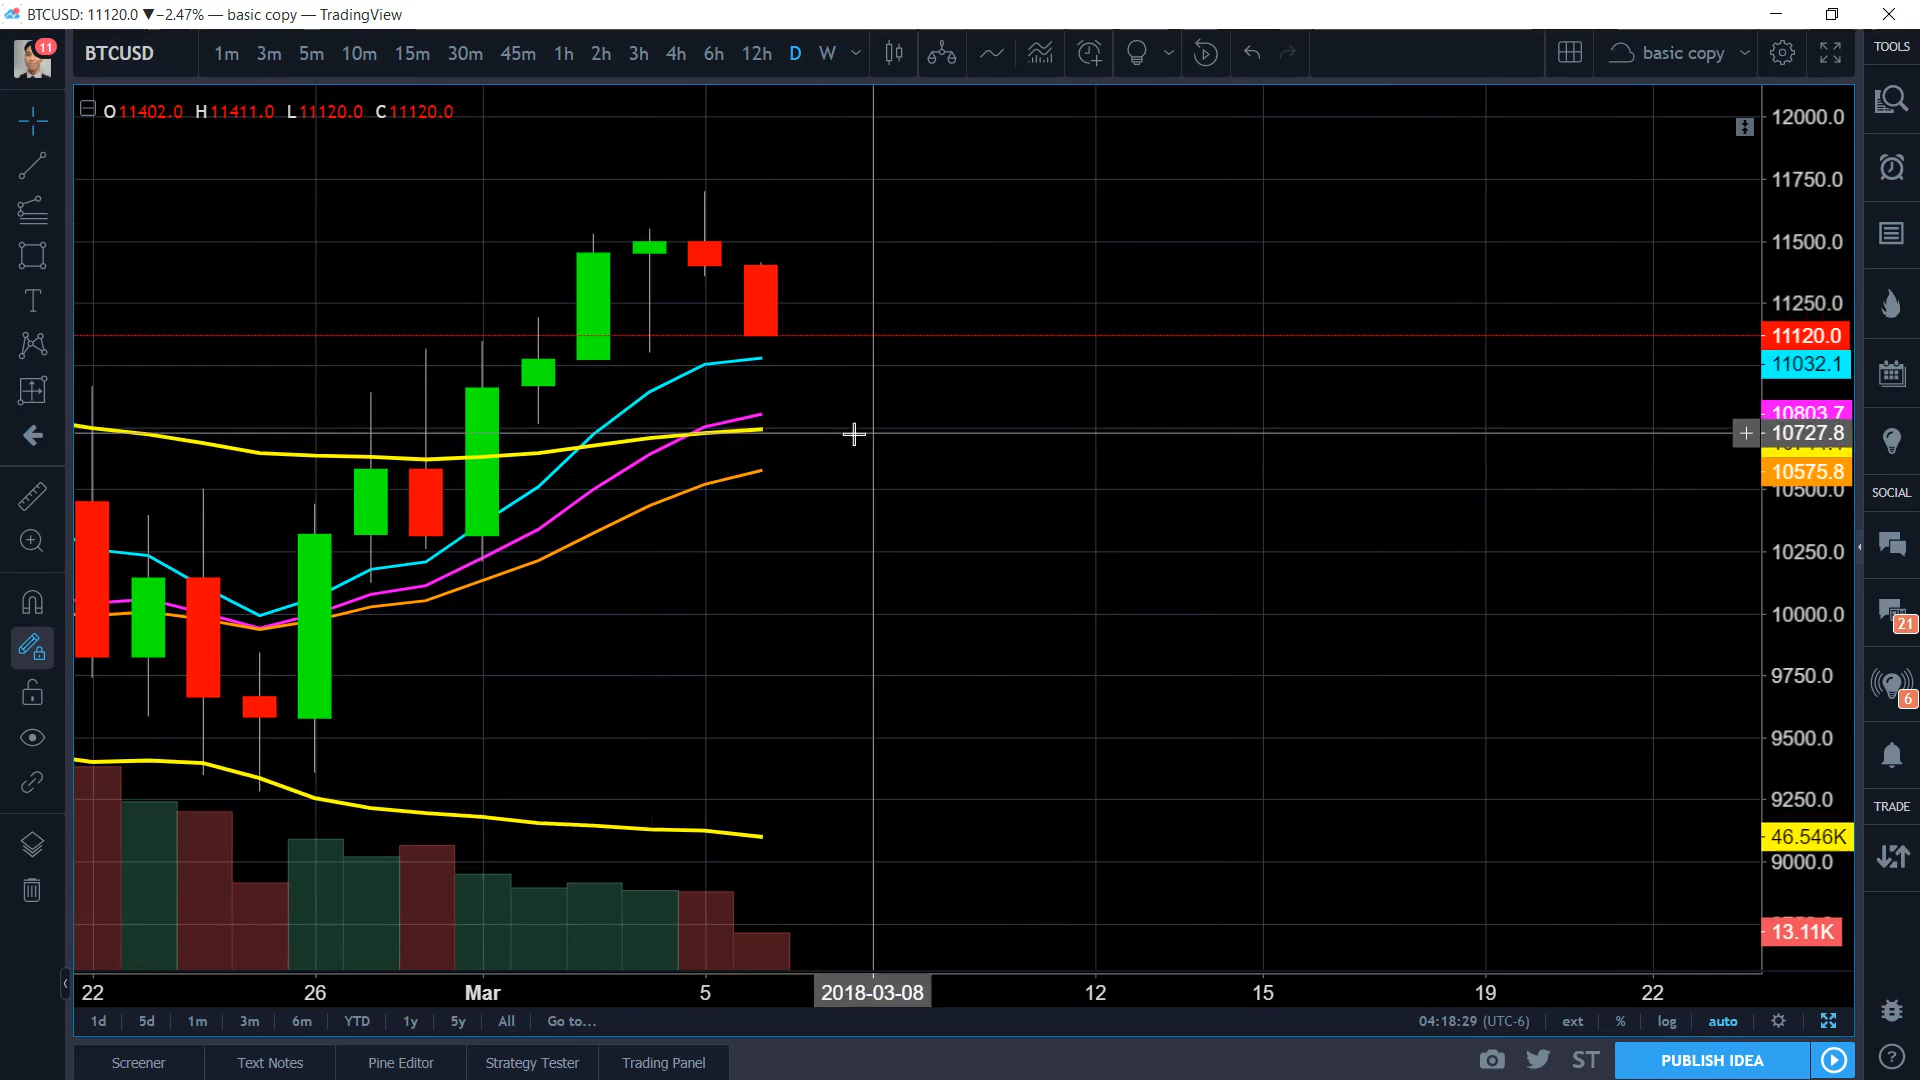 BTCUSD: 11120.0 ▼−2.47% — basic copy — TradingView
11
BTCUSD 1m 3m 5m 10m 15m 30m 45m 1h 2h 3h 4h 6h 12h D W basic copy
TOOLS
O 11402.0 H 11411.0 L 11120.0 C 11120.0
12000.0
11750.0
11500.0
11250.0
11120.0
11032.1
10803.7
10727.8
10575.8
10500.0
10250.0
10000.0
9750.0
9500.0
9250.0
46.546K
9000.0
13.11K
SOCIAL
21
6
TRADE
22 26 Mar 5 2018-03-08 12 15 19 22
1d 5d 1m 3m 6m YTD 1y 5y All Go to... 04:18:29 (UTC-6) ext % log auto
Screener Text Notes Pine Editor Strategy Tester Trading Panel ST PUBLISH IDEA